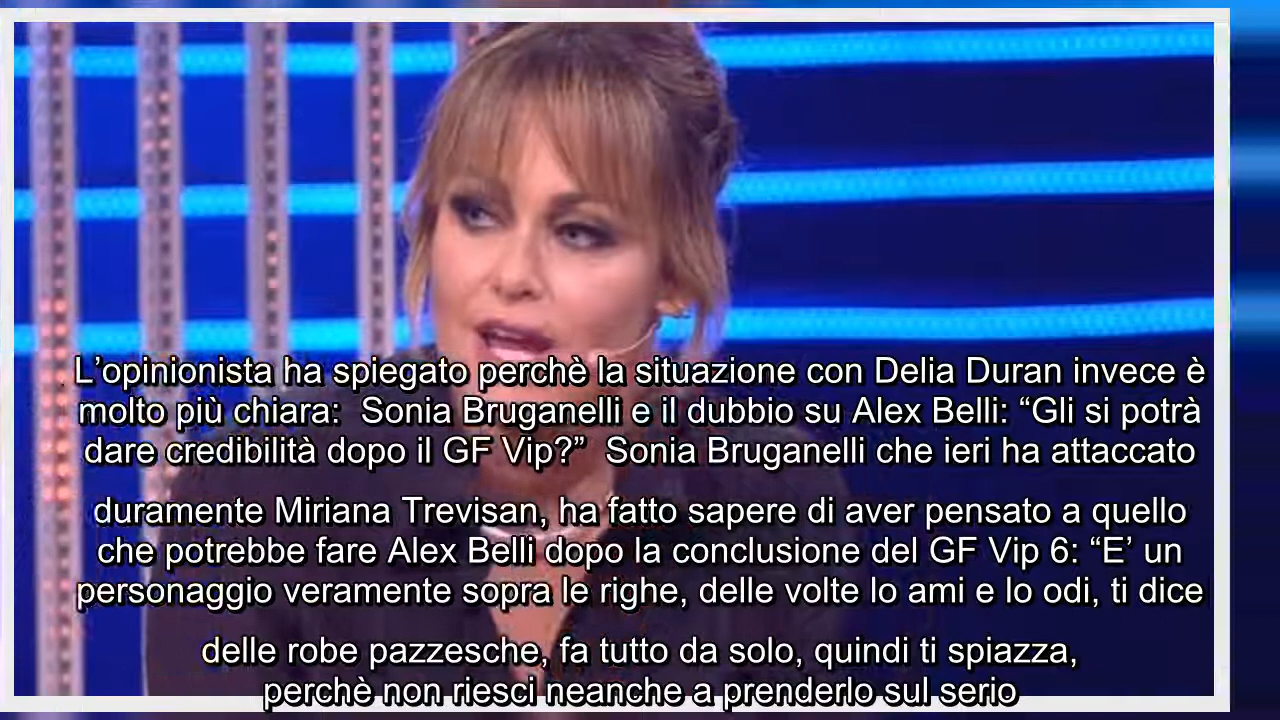 L’opinionista ha spiegato perchè la situazione con Delia Duran invece è
molto più chiara:  Sonia Bruganelli e il dubbio su Alex Belli: “Gli si potrà
dare credibilità dopo il GF Vip?”  Sonia Bruganelli che ieri ha attaccato
duramente Miriana Trevisan, ha fatto sapere di aver pensato a quello
che potrebbe fare Alex Belli dopo la conclusione del GF Vip 6: “E’ un
personaggio veramente sopra le righe, delle volte lo ami e lo odi, ti dice
delle robe pazzesche, fa tutto da solo, quindi ti spiazza,
perchè non riesci neanche a prenderlo sul serio